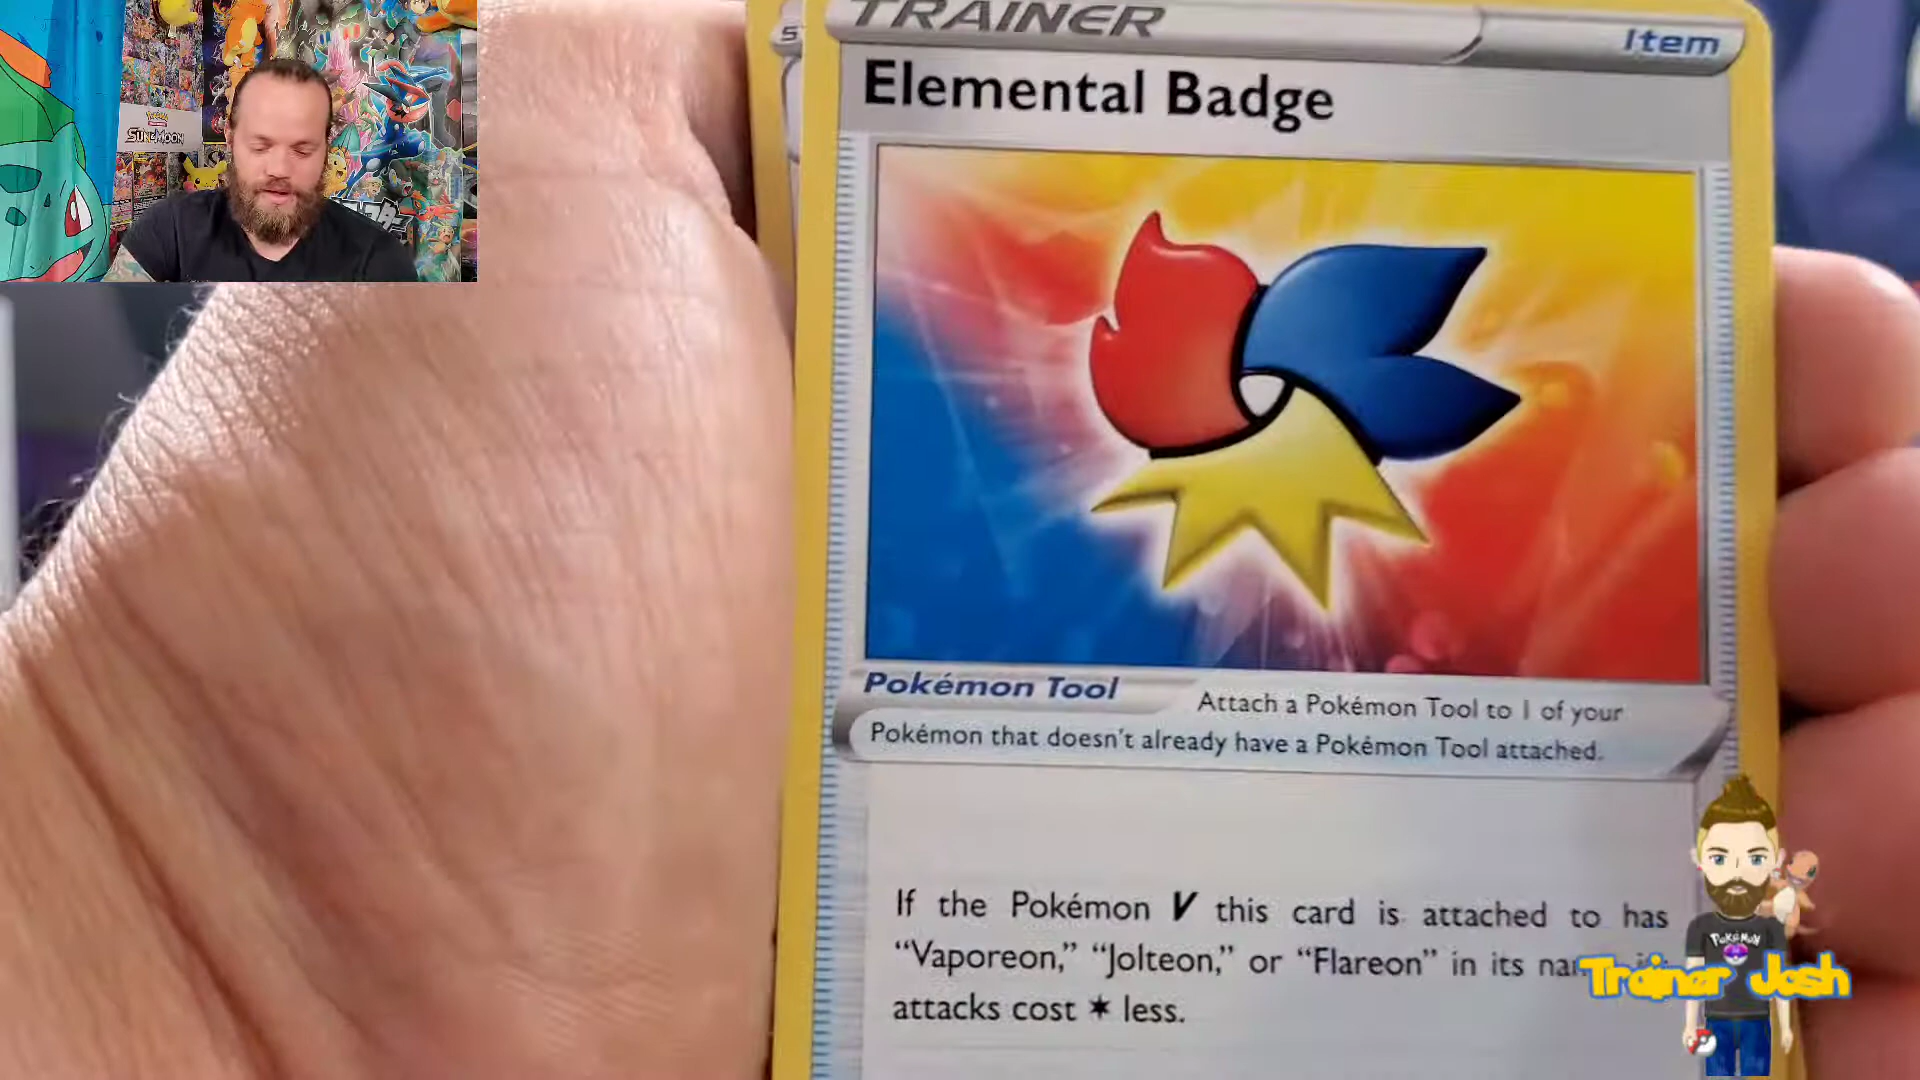 TRAINER
Item
Elemental Badge
S
Pokémon
SUN & MOON
Pokémon Tool
Attach a Pokémon Tool to 1 of your
Pokémon that doesn't already have a Pokémon Tool attached.
If the Pokémon V this card is attached to has
“Vaporeon,” “Jolteon,” or “Flareon” in its
attacks cost ✶ less.
POKéMON
Trainer Josh